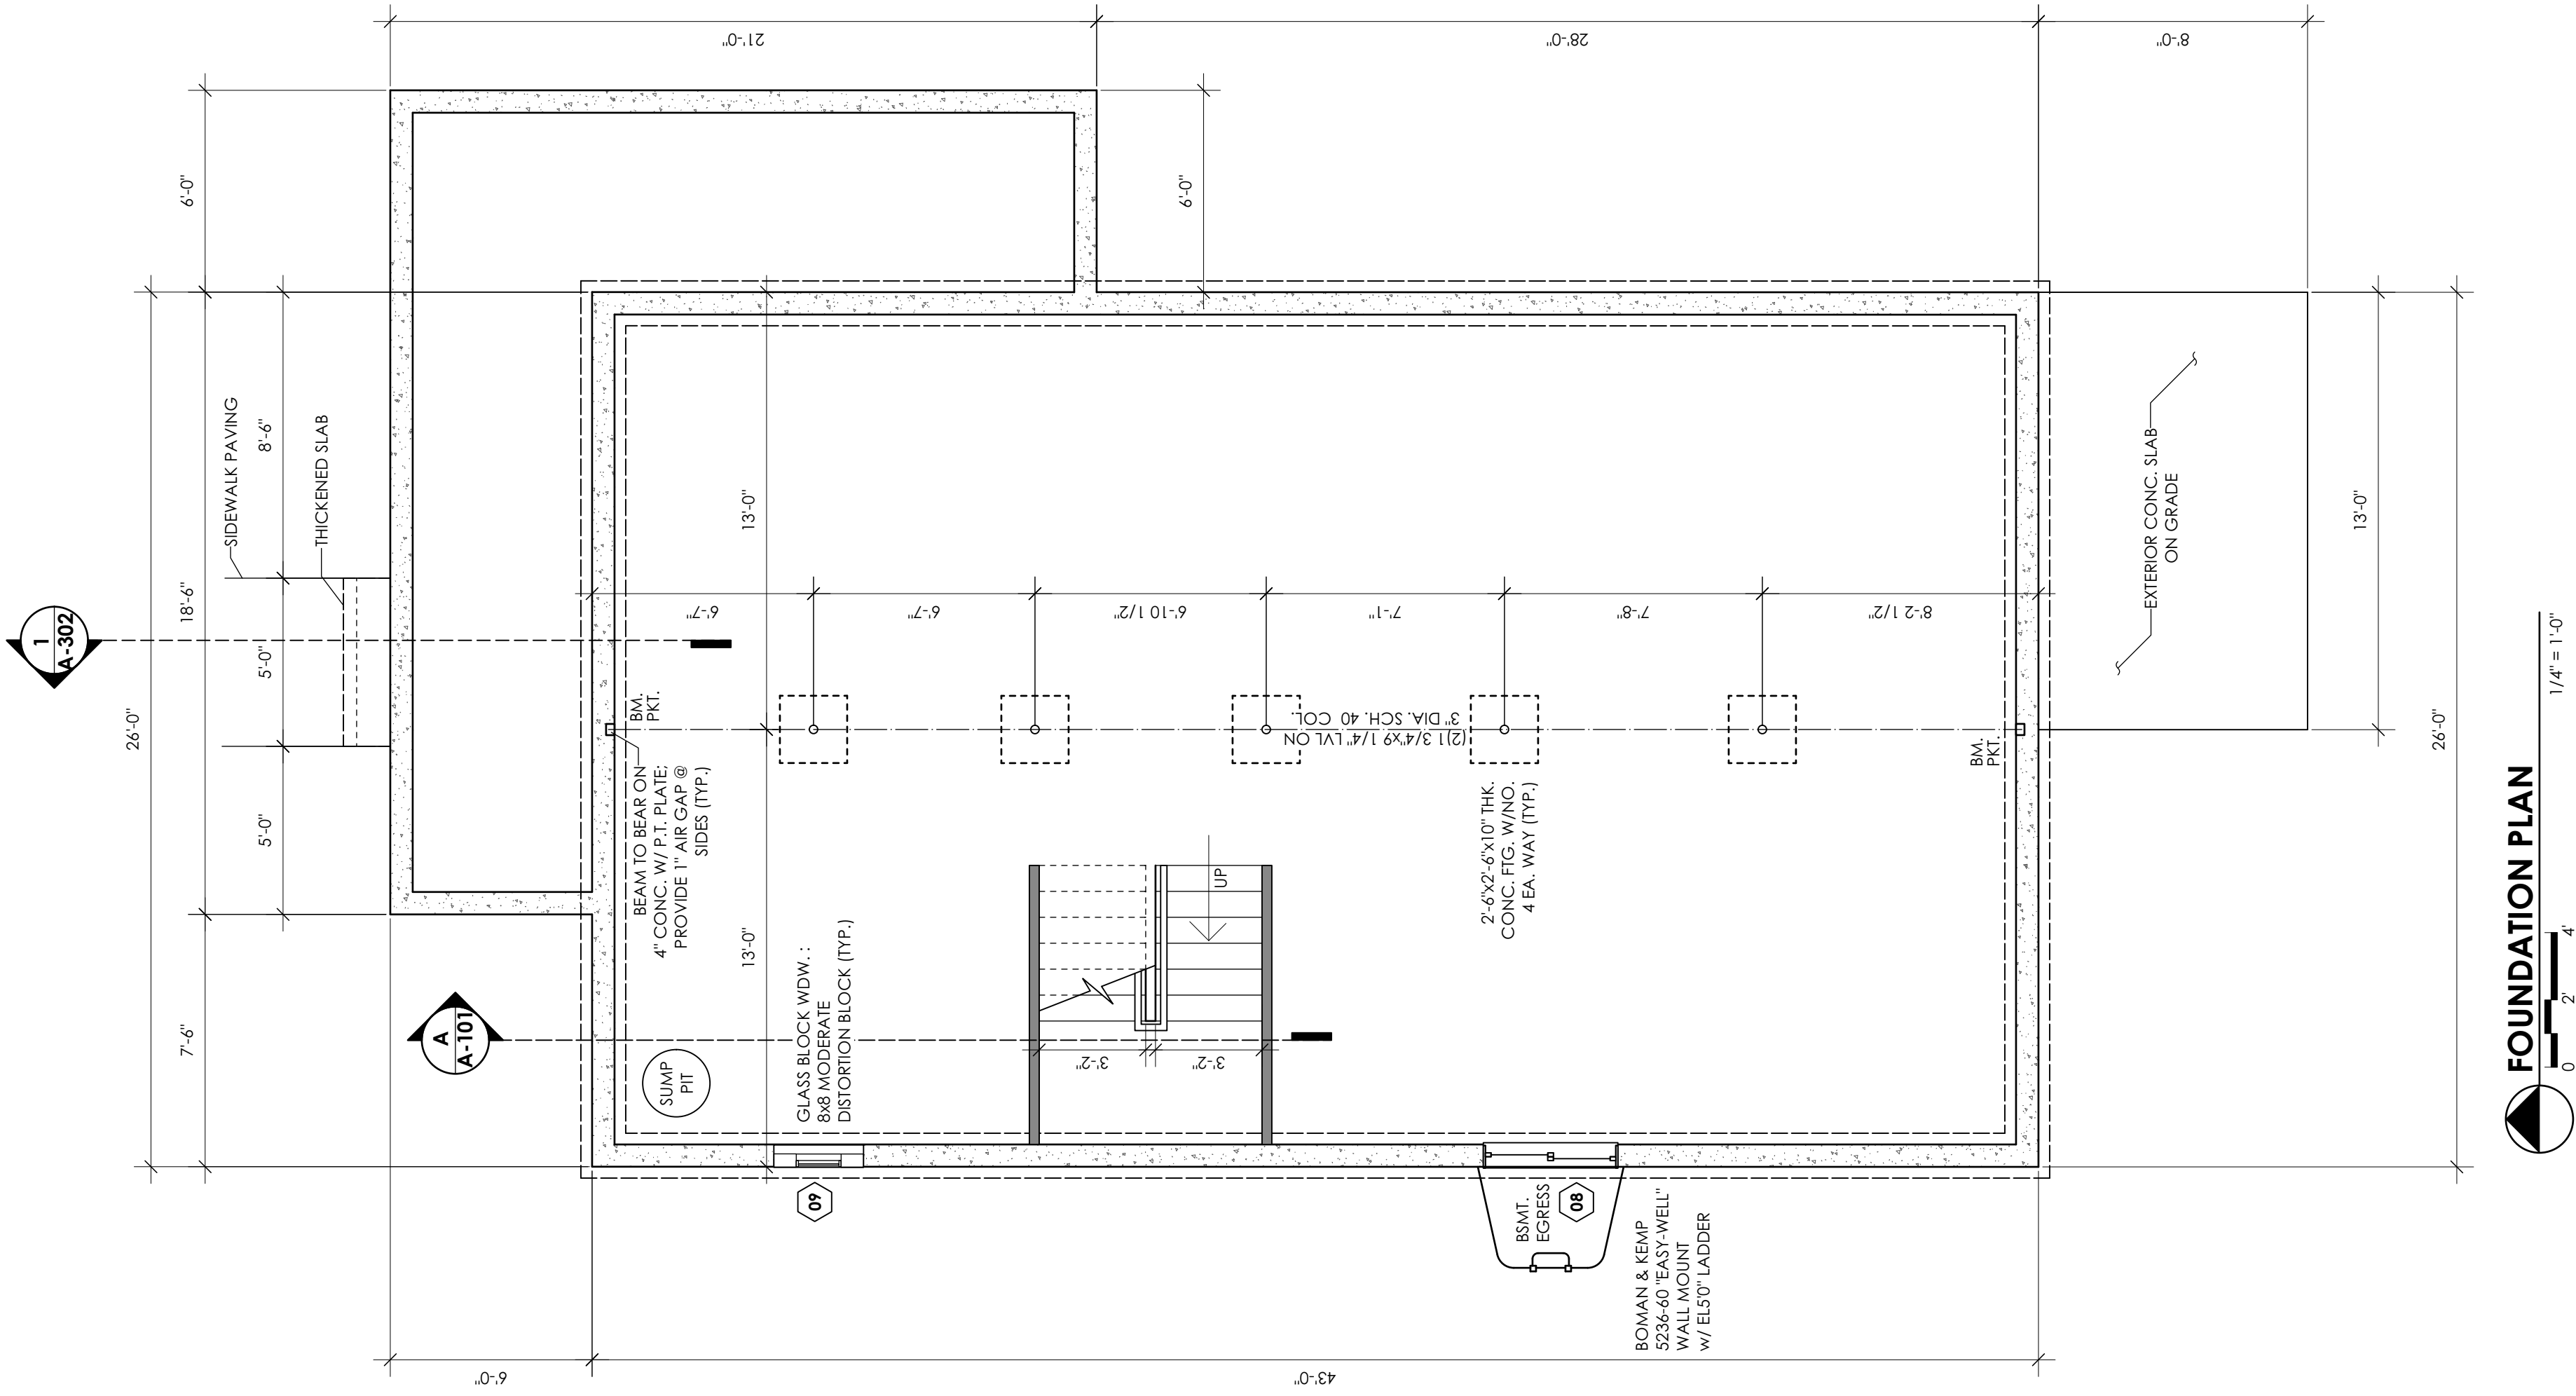 1
A-302
SIDEWALK PAVING
THICKENED SLAB
26'-0"
18'-6"
7'-6"
6'-0"
8'-6"
5'-0"
5'-0"
21'-0"
28'-0"
8'-0"
6'-0"
A
A-101
BM.
PKT.
BEAM TO BEAR ON
4" CONC. W/ P.T. PLATE;
PROVIDE 1" AIR GAP @
SIDES (TYP.)
SUMP
PIT
13'-0"
13'-0"
GLASS BLOCK WDW. :
8x8 MODERATE
DISTORTION BLOCK (TYP.)
09
6'-7"
6'-7"
6'-10 1/2"
7'-1"
7'-8"
8'-2 1/2"
(2) 1 3/4"x9 1/4" LVL ON
3" DIA. SCH. 40 COL.
UP
3'-2"
3'-2"
2'-6"x2'-6"x10" THK.
CONC. FTG. W/NO.
4 EA. WAY (TYP.)
BSMT.
EGRESS
08
BOMAN & KEMP
5236-60 "EASY-WELL"
WALL MOUNT
w/ EL5'0" LADDER
BM.
PKT.
EXTERIOR CONC. SLAB
ON GRADE
13'-0"
26'-0"
6'-0"
43'-0"
FOUNDATION PLAN
0
2'
4'
1/4" = 1'-0"